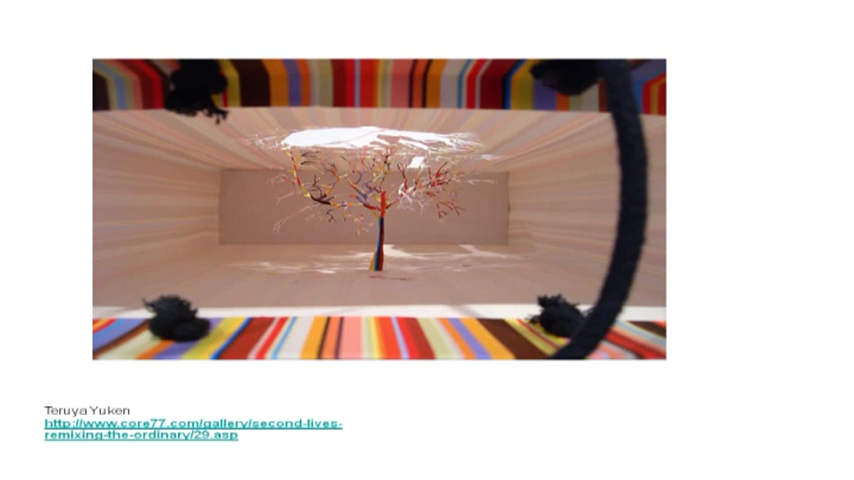 Teruya Yuken
http://www.core77.com/gallery/second-lives-
remixing-the-ordinary/29.asp